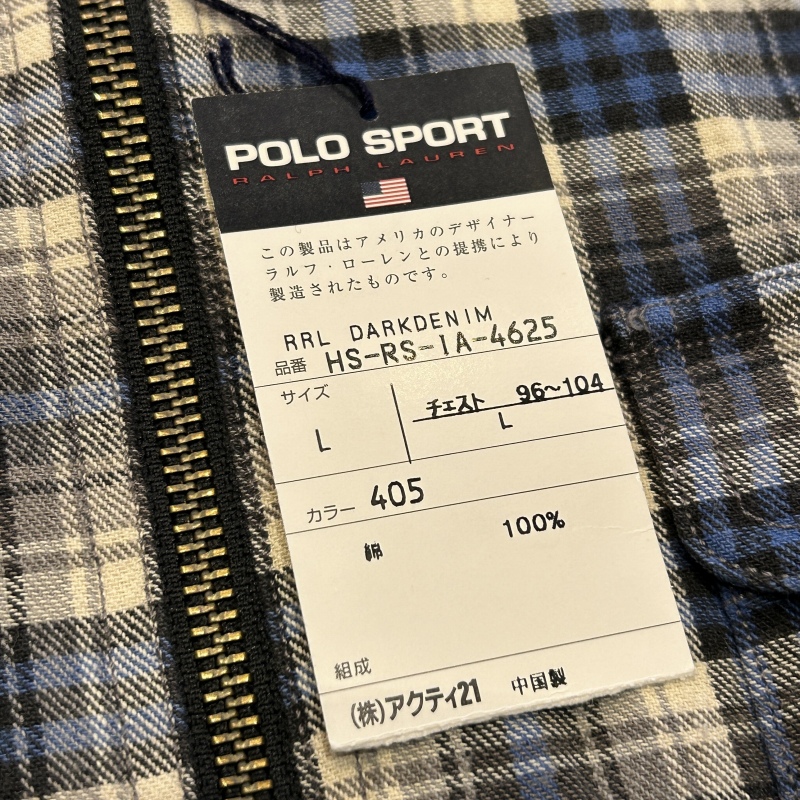 POLO SPORT
RALPH LAUREN
この製品はアメリカのデザイナー
ラルフ・ローレンとの提携により
製造されたものです。
RRL DARKDENIM
品番 HS-RS-IA-4625
サイズ
チェスト 96~104
L
L
カラー 405
綿 100%
組成
(株)アクティ21 中国製